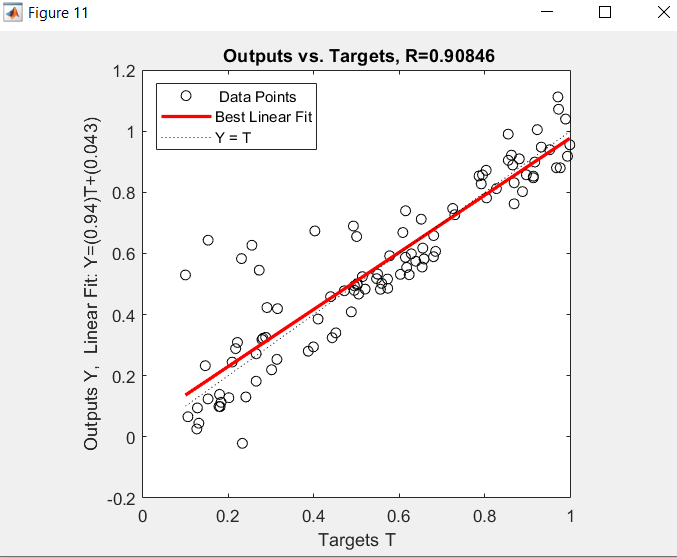 Figure 11
Outputs vs. Targets, R=0.90846
Data Points
Best Linear Fit
Y = T
Outputs Y,  Linear Fit: Y=(0.94)T+(0.043)
1.2
1
0.8
0.6
0.4
0.2
0
-0.2
0
0.2
0.4
0.6
0.8
1
Targets T